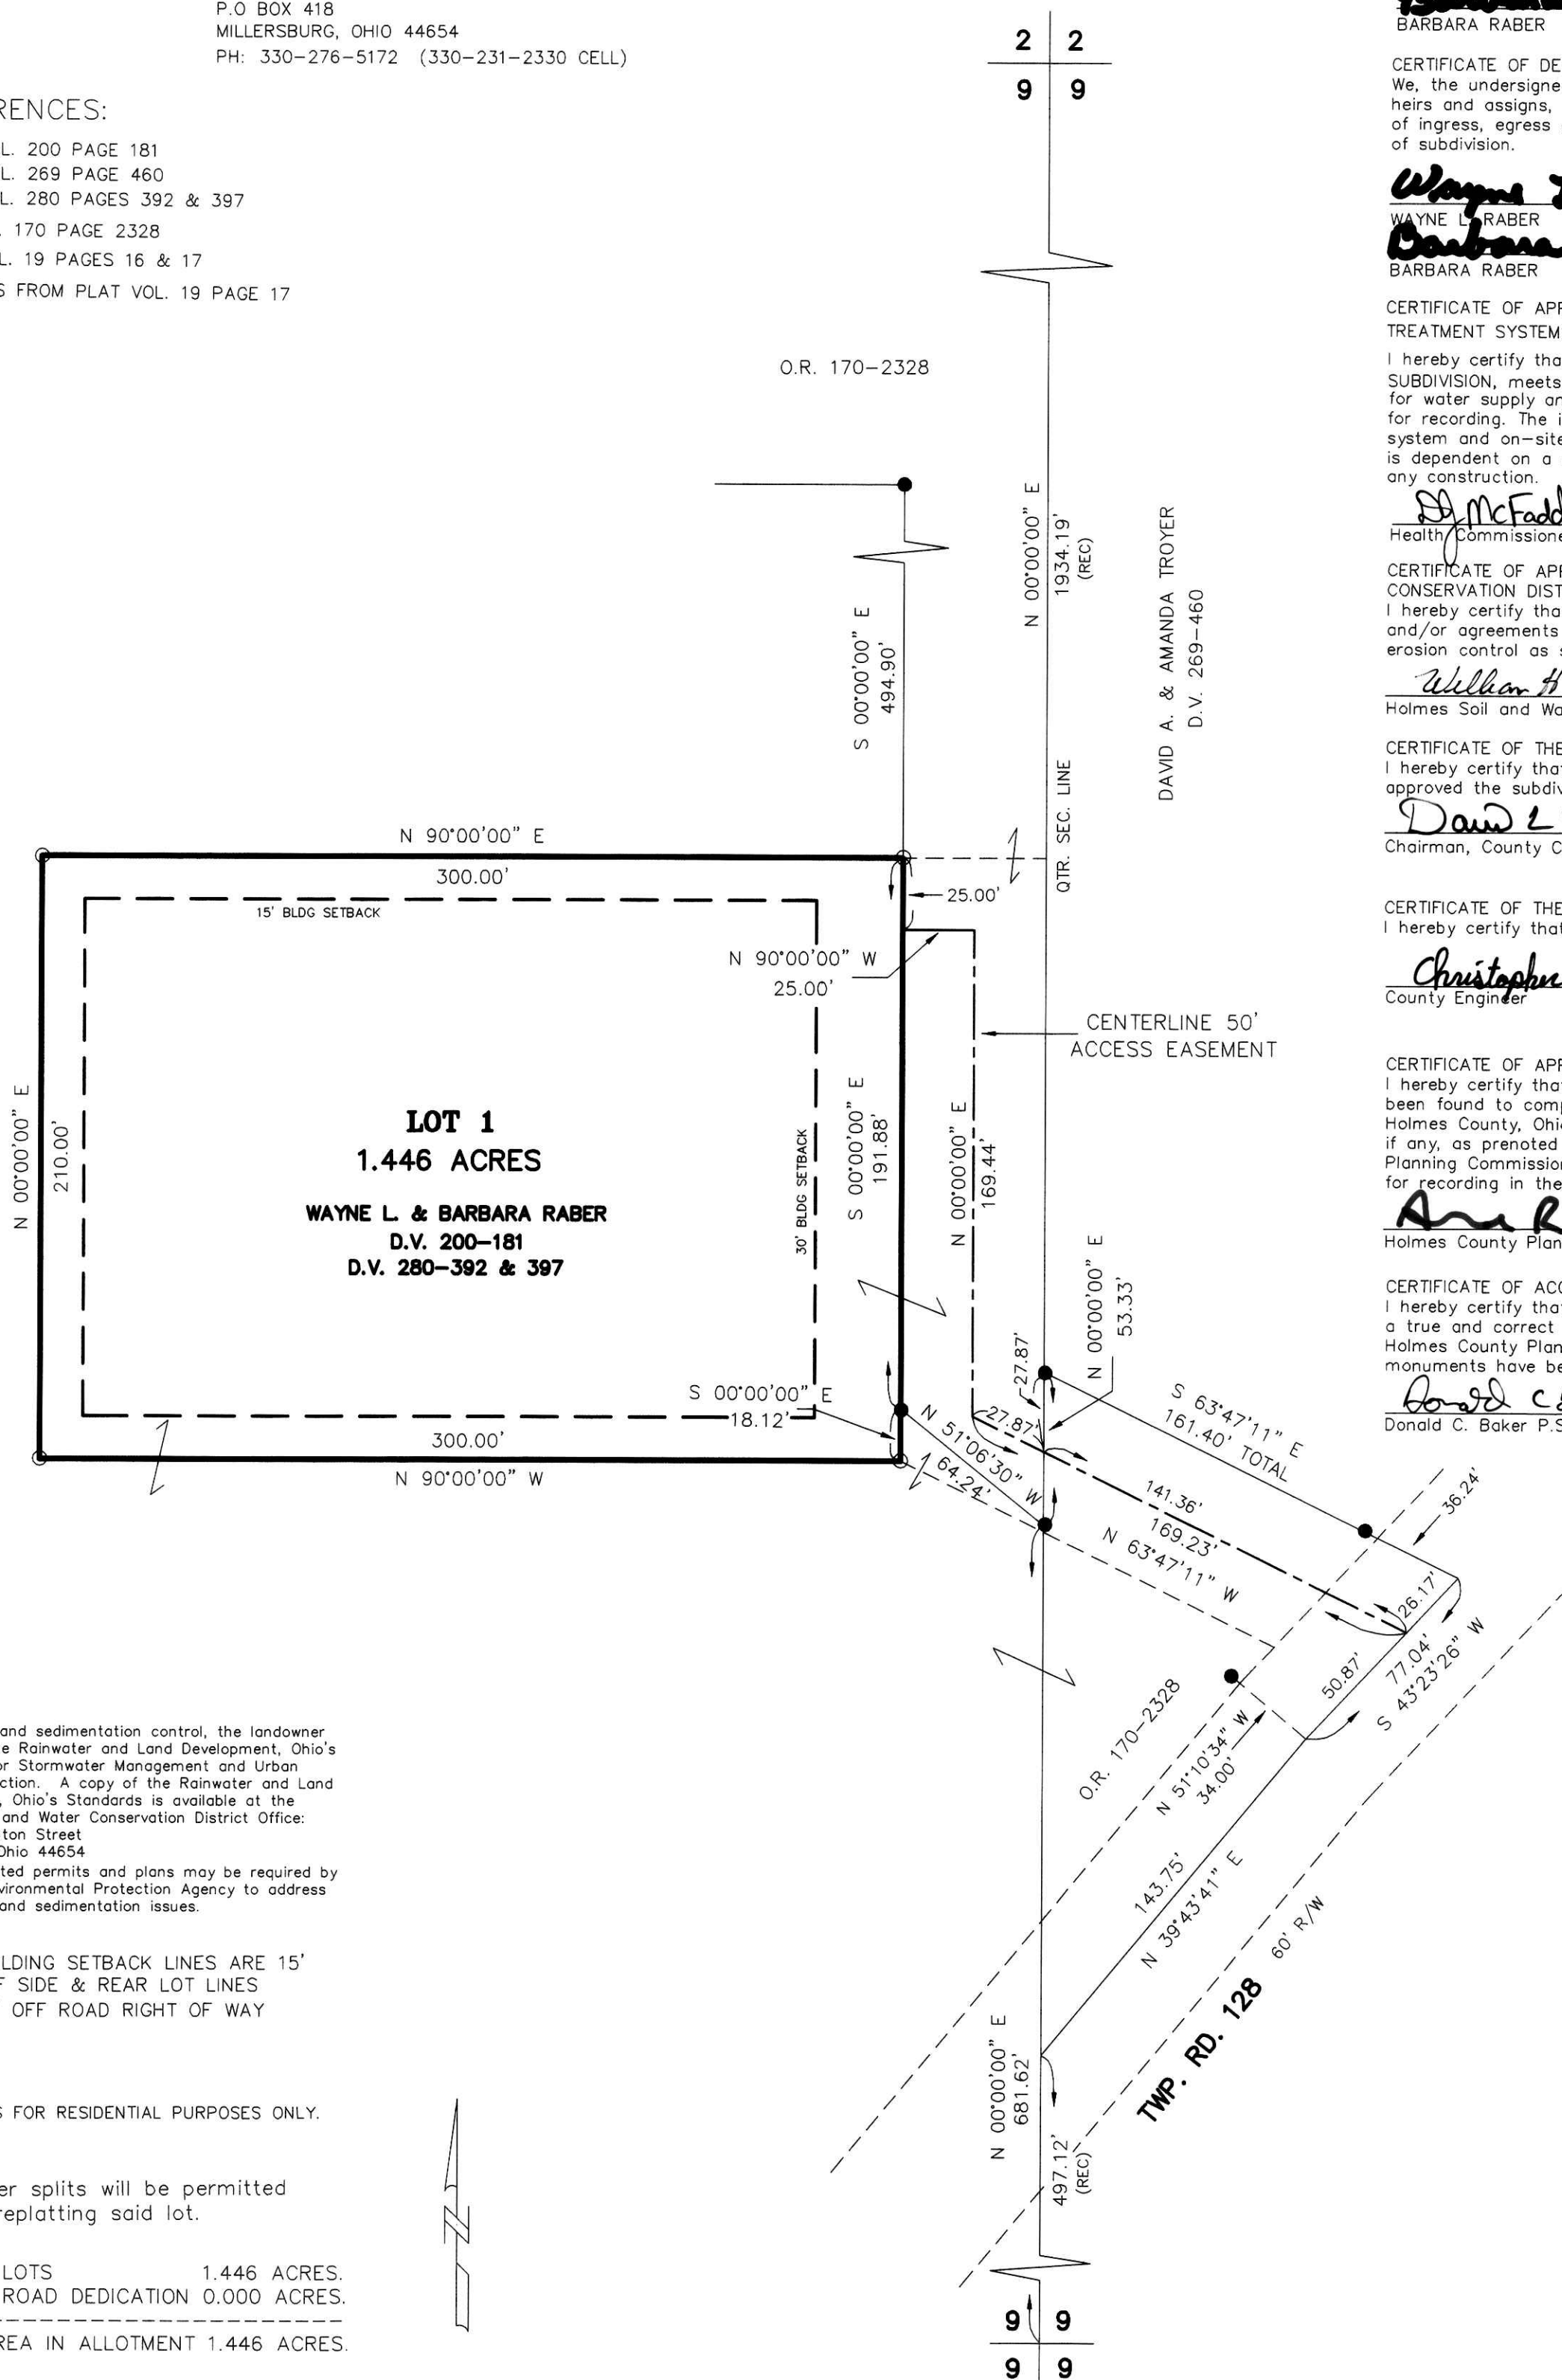 P.O BOX 418
MILLERSBURG, OHIO 44654
PH: 330-276-5172 (330-231-2330 CELL)
RENCES:
L. 200 PAGE 181
L. 269 PAGE 460
L. 280 PAGES 392 & 397
. 170 PAGE 2328
L. 19 PAGES 16 & 17
S FROM PLAT VOL. 19 PAGE 17
2 2
9 9
O.R. 170-2328
N 00°00'00" E
1934.19'
(REC)
S 00°00'00" E
494.90'
DAVID A. & AMANDA TROYER
D.V. 269-460
QTR. SEC. LINE
N 90°00'00" E
300.00'
15' BLDG SETBACK
25.00'
N 90°00'00" W
25.00'
CENTERLINE 50'
ACCESS EASEMENT
N 00°00'00" E
210.00'
LOT 1
1.446 ACRES
WAYNE L. & BARBARA RABER
D.V. 200-181
D.V. 280-392 & 397
30' BLDG SETBACK
S 00°00'00" E
191.88'
N 00°00'00" E
169.44'
N 00°00'00" E
53.33'
27.87'
S 00°00'00" E
18.12'
300.00'
N 90°00'00" W
27.87'
N 51°06'30" W
64.24'
S 63°47'11" E
161.40' TOTAL
141.36'
169.23'
N 63°47'11" W
36.24'
26.17'
77.04'
S 43°23'26" W
50.87'
O.R. 170-2328
N 51°10'34" W
34.00'
143.75'
N 39°43'41" E
60' R/W
TWP. RD. 128
N 00°00'00" E
681.62'
497.12'
(REC)
9 9
9 9
and sedimentation control, the landowner
e Rainwater and Land Development, Ohio's
or Stormwater Management and Urban
ction. A copy of the Rainwater and Land
, Ohio's Standards is available at the
and Water Conservation District Office:
ton Street
Ohio 44654
ted permits and plans may be required by
vironmental Protection Agency to address
and sedimentation issues.
LDING SETBACK LINES ARE 15'
F SIDE & REAR LOT LINES
OFF ROAD RIGHT OF WAY
S FOR RESIDENTIAL PURPOSES ONLY.
er splits will be permitted
replatting said lot.
LOTS 1.446 ACRES.
ROAD DEDICATION 0.000 ACRES.
REA IN ALLOTMENT 1.446 ACRES.
N
BARBARA RABER
CERTIFICATE OF DE
We, the undersigne
heirs and assigns,
of ingress, egress
of subdivision.
Wayne L
WAYNE L. RABER
Barbara
BARBARA RABER
CERTIFICATE OF APP
TREATMENT SYSTEM
I hereby certify tha
SUBDIVISION, meets
for water supply an
for recording. The i
system and on-site
is dependent on a
any construction.
DJ McFadd
Health Commissione
CERTIFICATE OF APP
CONSERVATION DIST
I hereby certify tha
and/or agreements
erosion control as s
William H
Holmes Soil and Wa
CERTIFICATE OF THE
I hereby certify that
approved the subdiv
David L
Chairman, County C
CERTIFICATE OF THE
I hereby certify that
Christopher
County Engineer
CERTIFICATE OF APP
I hereby certify that
been found to comp
Holmes County, Ohio
if any, as prenoted
Planning Commission
for recording in the
Holmes County Plan
CERTIFICATE OF ACC
I hereby certify that
a true and correct
Holmes County Plan
monuments have be
Donald C
Donald C. Baker P.S